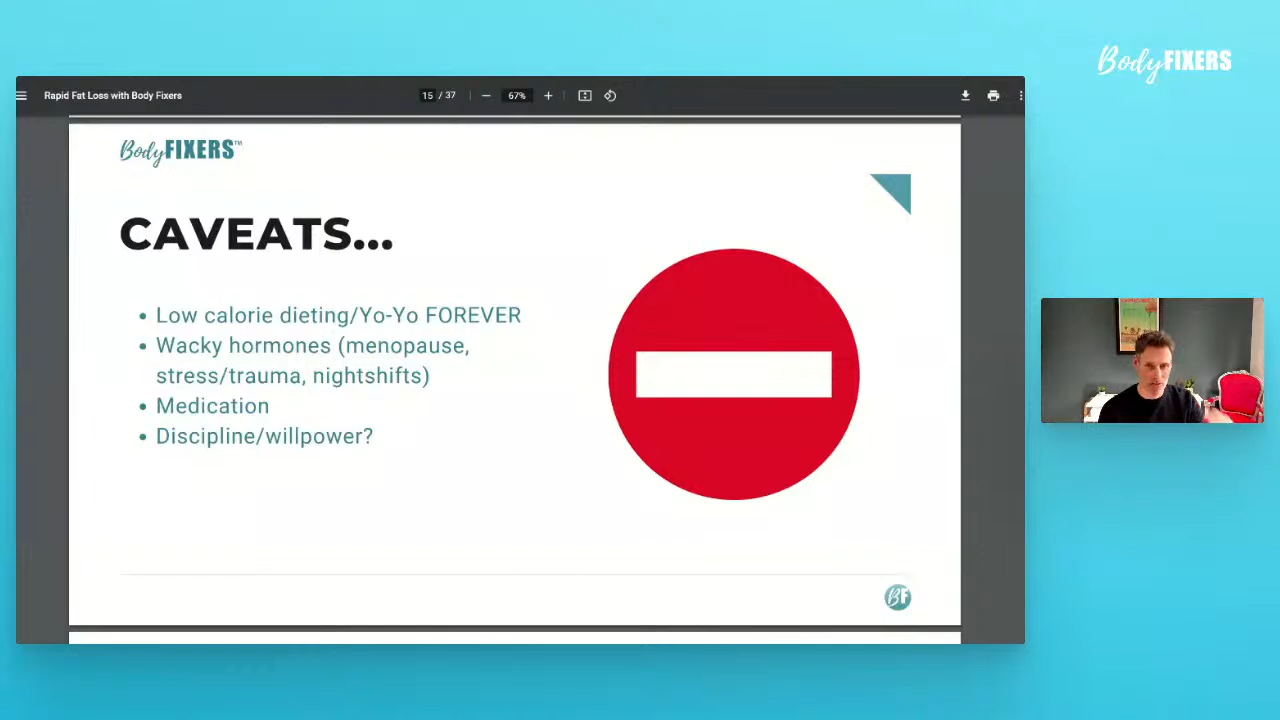 BodyFIXERS
Rapid Fat Loss with Body Fixers
15 / 37
67%
BodyFIXERS™
CAVEATS...
• Low calorie dieting/Yo-Yo FOREVER
• Wacky hormones (menopause,
stress/trauma, nightshifts)
• Medication
• Discipline/willpower?
BF